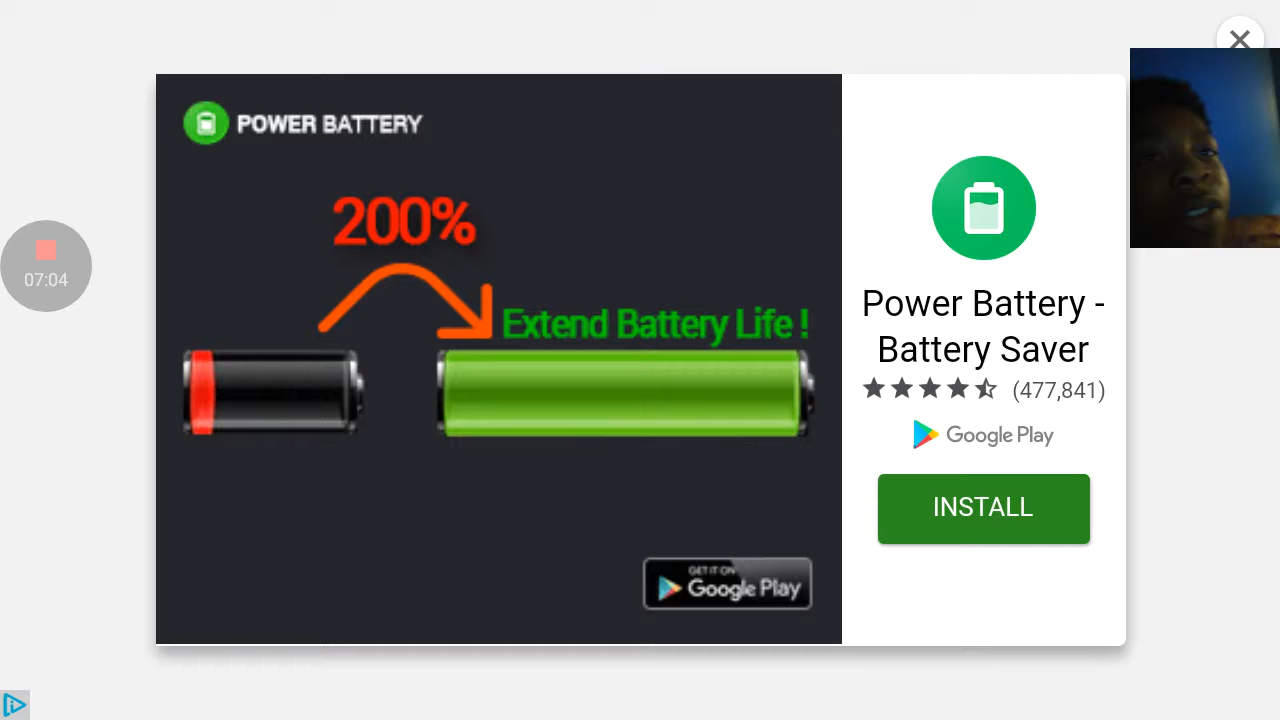 POWER BATTERY
200%
Extend Battery Life !
GET IT ON
Google Play
07:04
Power Battery -
Battery Saver
(477,841)
Google Play
INSTALL